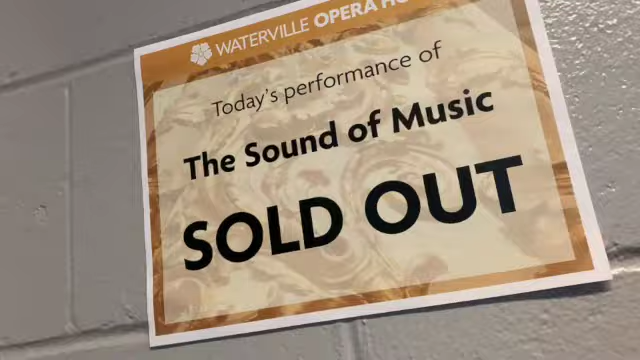 WATERVILLE OPERA
Today's performance of
The Sound of Music
SOLD OUT